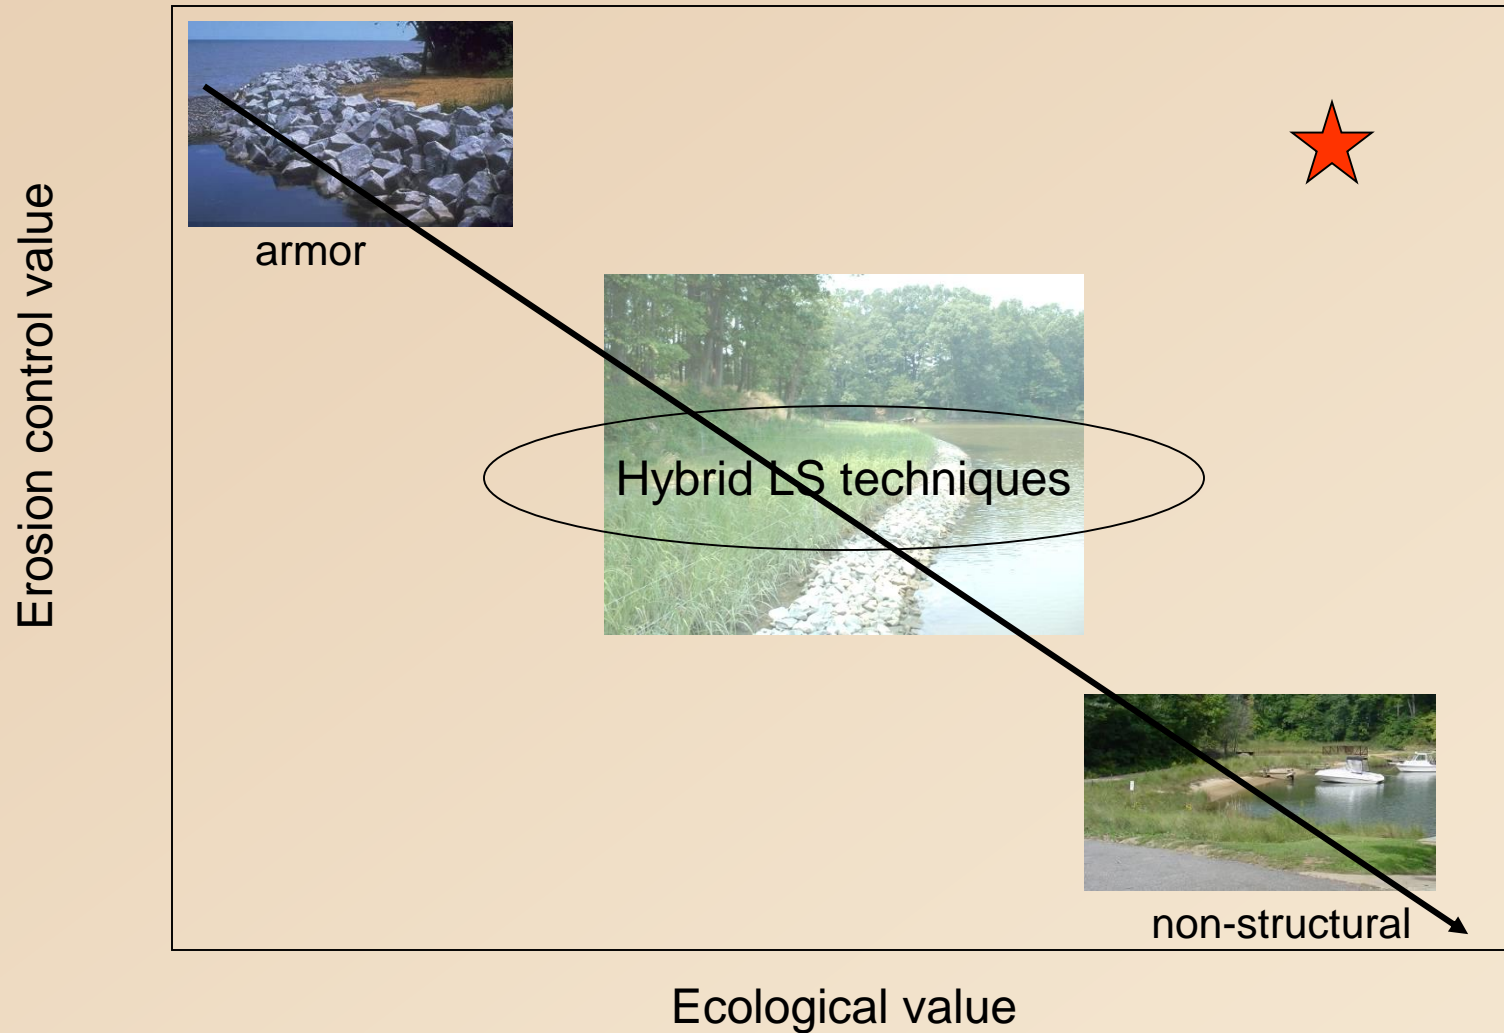 Erosion control value
armor
Hybrid LS techniques
non-structural
Ecological value